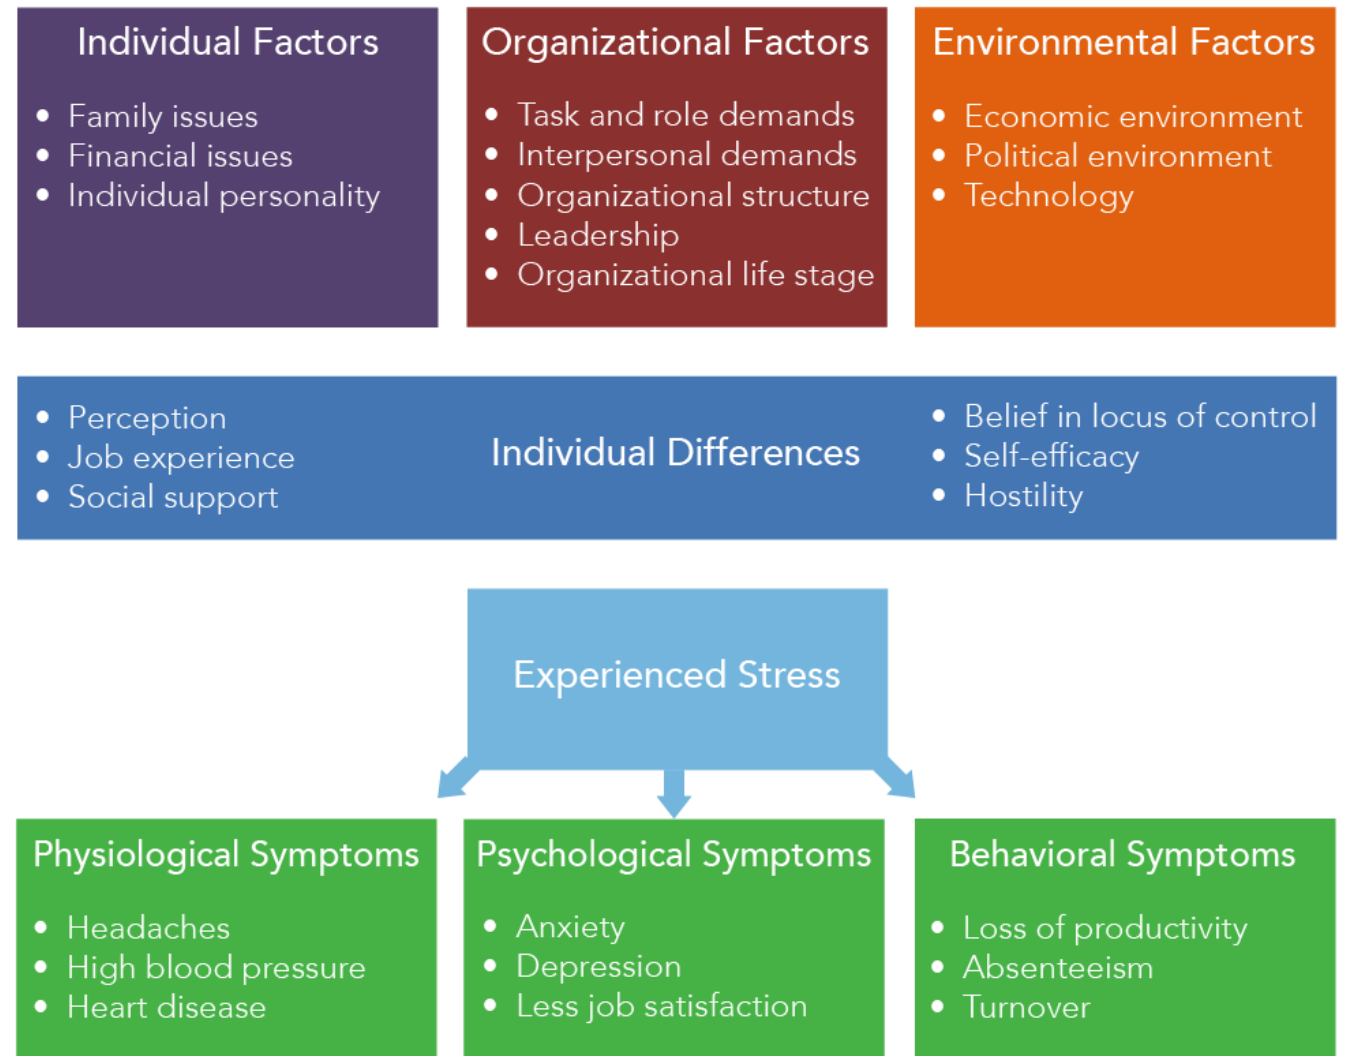 Individual Factors
• Family issues
• Financial issues
• Individual personality
Organizational Factors
• Task and role demands
• Interpersonal demands
• Organizational structure
• Leadership
• Organizational life stage
Environmental Factors
• Economic environment
• Political environment
• Technology
• Perception
• Job experience
• Social support
Individual Differences
• Belief in locus of control
• Self-efficacy
• Hostility
Experienced Stress
Physiological Symptoms
• Headaches
• High blood pressure
• Heart disease
Psychological Symptoms
• Anxiety
• Depression
• Less job satisfaction
Behavioral Symptoms
• Loss of productivity
• Absenteeism
• Turnover